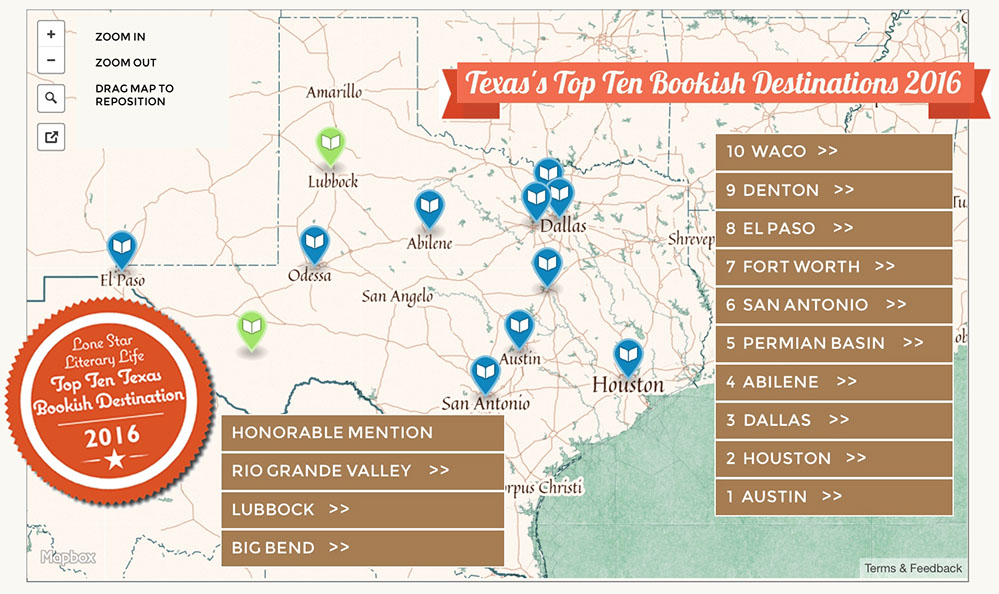 +
ZOOM IN
−
ZOOM OUT
DRAG MAP TO
REPOSITION
Texas's Top Ten Bookish Destinations 2016
10 WACO >>
9 DENTON >>
8 EL PASO >>
7 FORT WORTH >>
6 SAN ANTONIO >>
5 PERMIAN BASIN >>
4 ABILENE >>
3 DALLAS >>
2 HOUSTON >>
1 AUSTIN >>
Amarillo
Lubbock
Abilene
Dallas
Shrevep
El Paso
Odessa
San Angelo
Austin
Houston
San Antonio
rpus Christi
Lone Star
Literary Life
Top Ten Texas
Bookish Destination
2016
HONORABLE MENTION
RIO GRANDE VALLEY >>
LUBBOCK >>
BIG BEND >>
Mapbox
Terms & Feedback